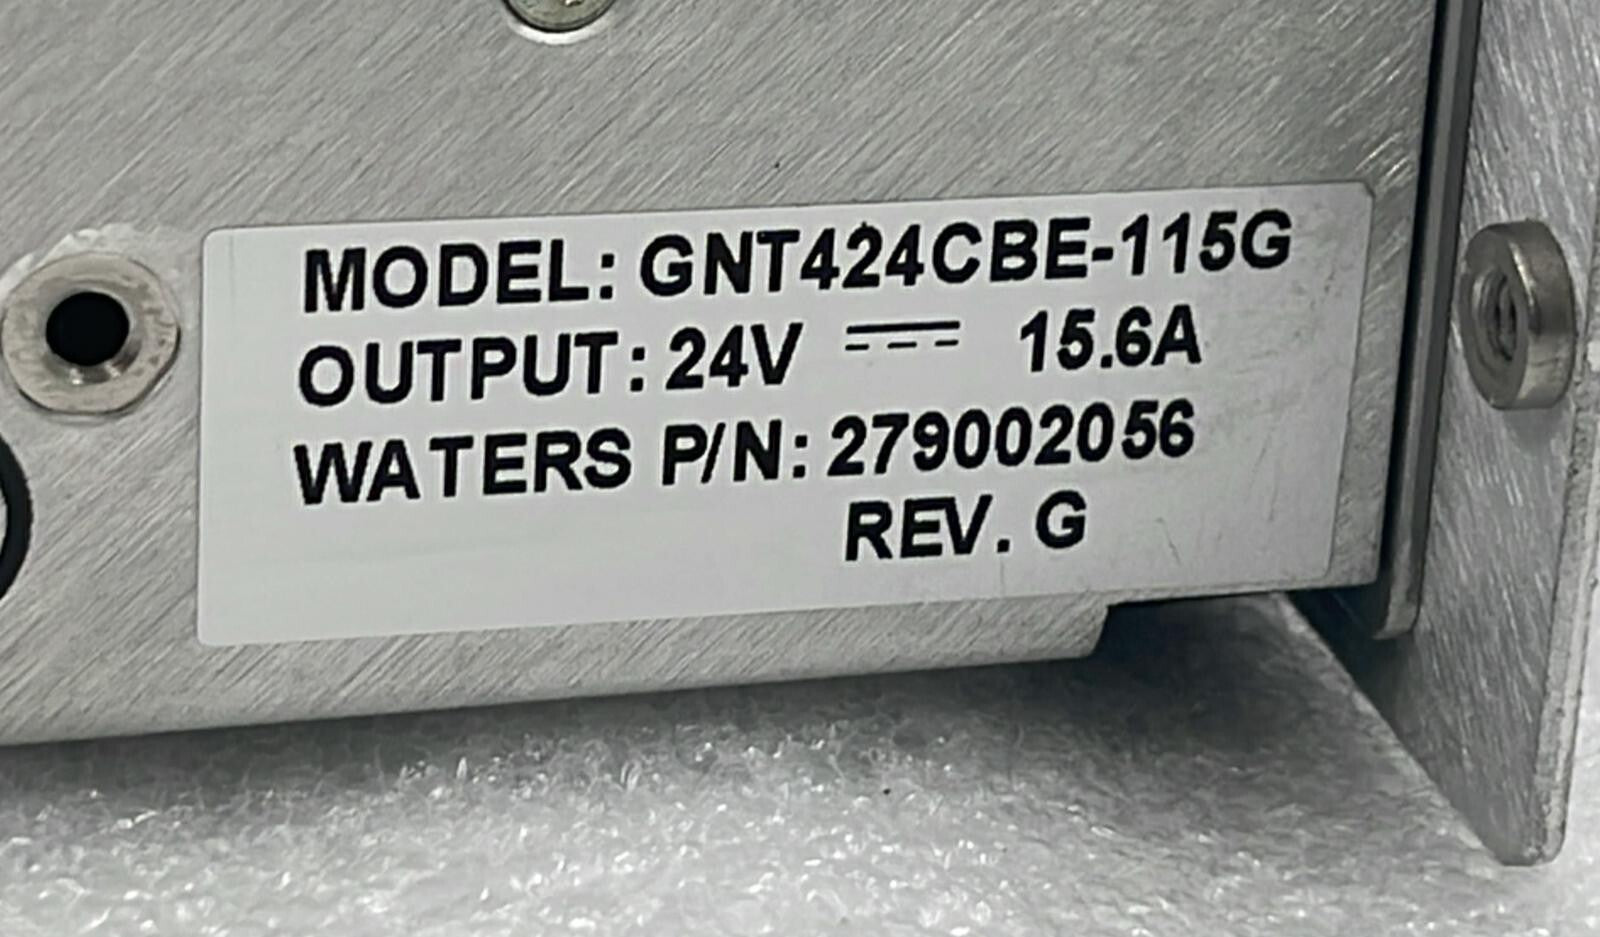 MODEL: GNT424CBE-115G
OUTPUT: 24V ⎓ 15.6A
WATERS P/N: 279002056
REV. G